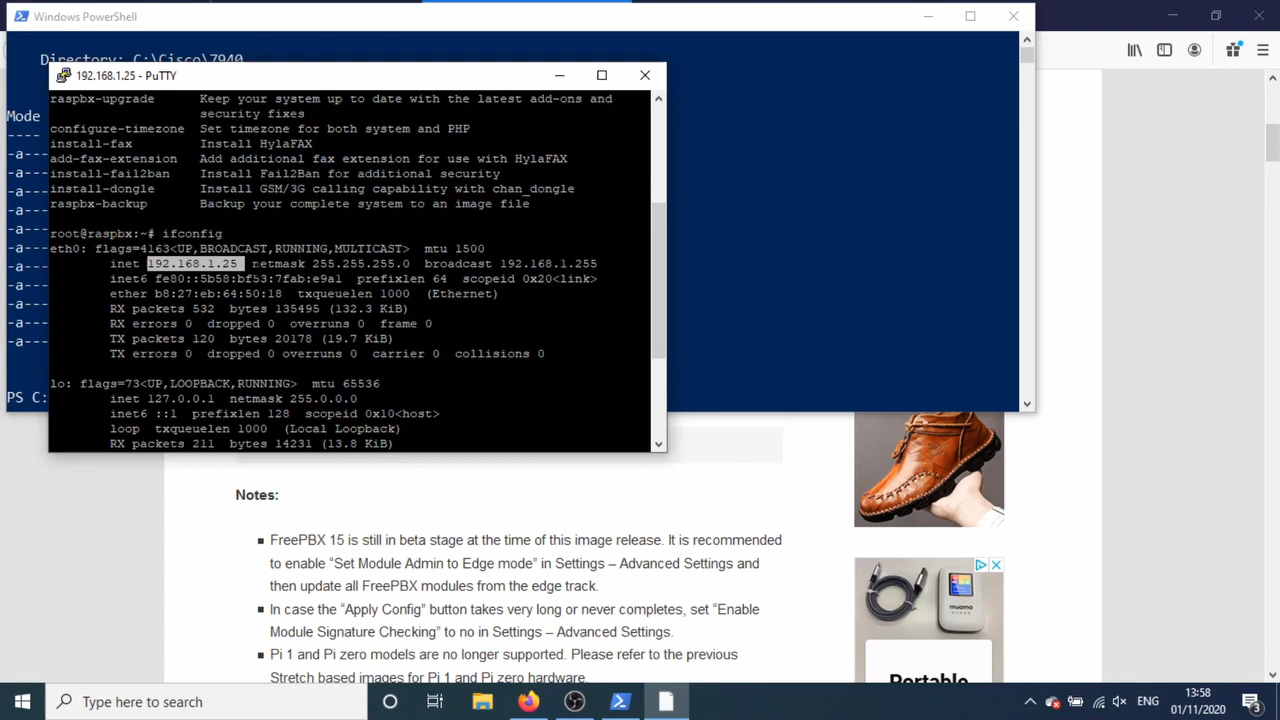 Windows PowerShell
Directory: C:\Cisco\7940
192.168.1.25 - PuTTY
Mode
----
-a---
-a---
-a---
-a---
-a---
-a---
-a---
-a---
-a---
-a---
-a---
PS C:
raspbx-upgrade Keep your system up to date with the latest add-ons and
security fixes
configure-timezone Set timezone for both system and PHP
install-fax Install HylaFAX
add-fax-extension Add additional fax extension for use with HylaFAX
install-fail2ban Install Fail2Ban for additional security
install-dongle Install GSM/3G calling capability with chan_dongle
raspbx-backup Backup your complete system to an image file
root@raspbx:~# ifconfig
eth0: flags=4163<UP,BROADCAST,RUNNING,MULTICAST> mtu 1500
inet 192.168.1.25 netmask 255.255.255.0 broadcast 192.168.1.255
inet6 fe80::5b58:bf53:7fab:e9a1 prefixlen 64 scopeid 0x20<link>
ether b8:27:eb:64:50:18 txqueuelen 1000 (Ethernet)
RX packets 532 bytes 135495 (132.3 KiB)
RX errors 0 dropped 0 overruns 0 frame 0
TX packets 120 bytes 20178 (19.7 KiB)
TX errors 0 dropped 0 overruns 0 carrier 0 collisions 0
lo: flags=73<UP,LOOPBACK,RUNNING> mtu 65536
inet 127.0.0.1 netmask 255.0.0.0
inet6 ::1 prefixlen 128 scopeid 0x10<host>
loop txqueuelen 1000 (Local Loopback)
RX packets 211 bytes 14231 (13.8 KiB)
Notes:
FreePBX 15 is still in beta stage at the time of this image release. It is recommended
to enable “Set Module Admin to Edge mode” in Settings – Advanced Settings and
then update all FreePBX modules from the edge track.
In case the “Apply Config” button takes very long or never completes, set “Enable
Module Signature Checking” to no in Settings – Advanced Settings.
Pi 1 and Pi zero models are no longer supported. Please refer to the previous
Stretch based images for Pi 1 and Pi zero hardware.
muama
Portable
Type here to search
ENG
13:58
01/11/2020
3